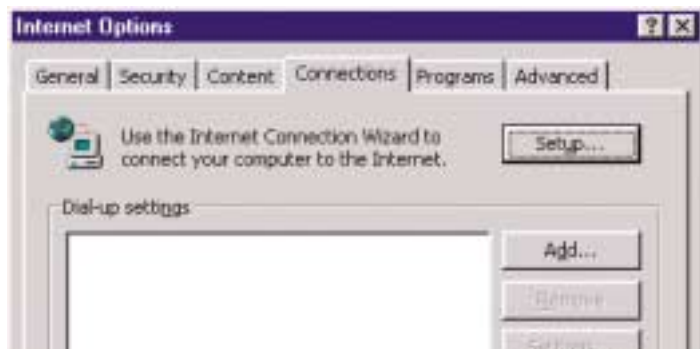 Internet Options
General Security Content Connections Programs Advanced
Use the Internet Connection Wizard to
connect your computer to the Internet.
Setup...
Dial-up settings
Add...
Remove
Settings...